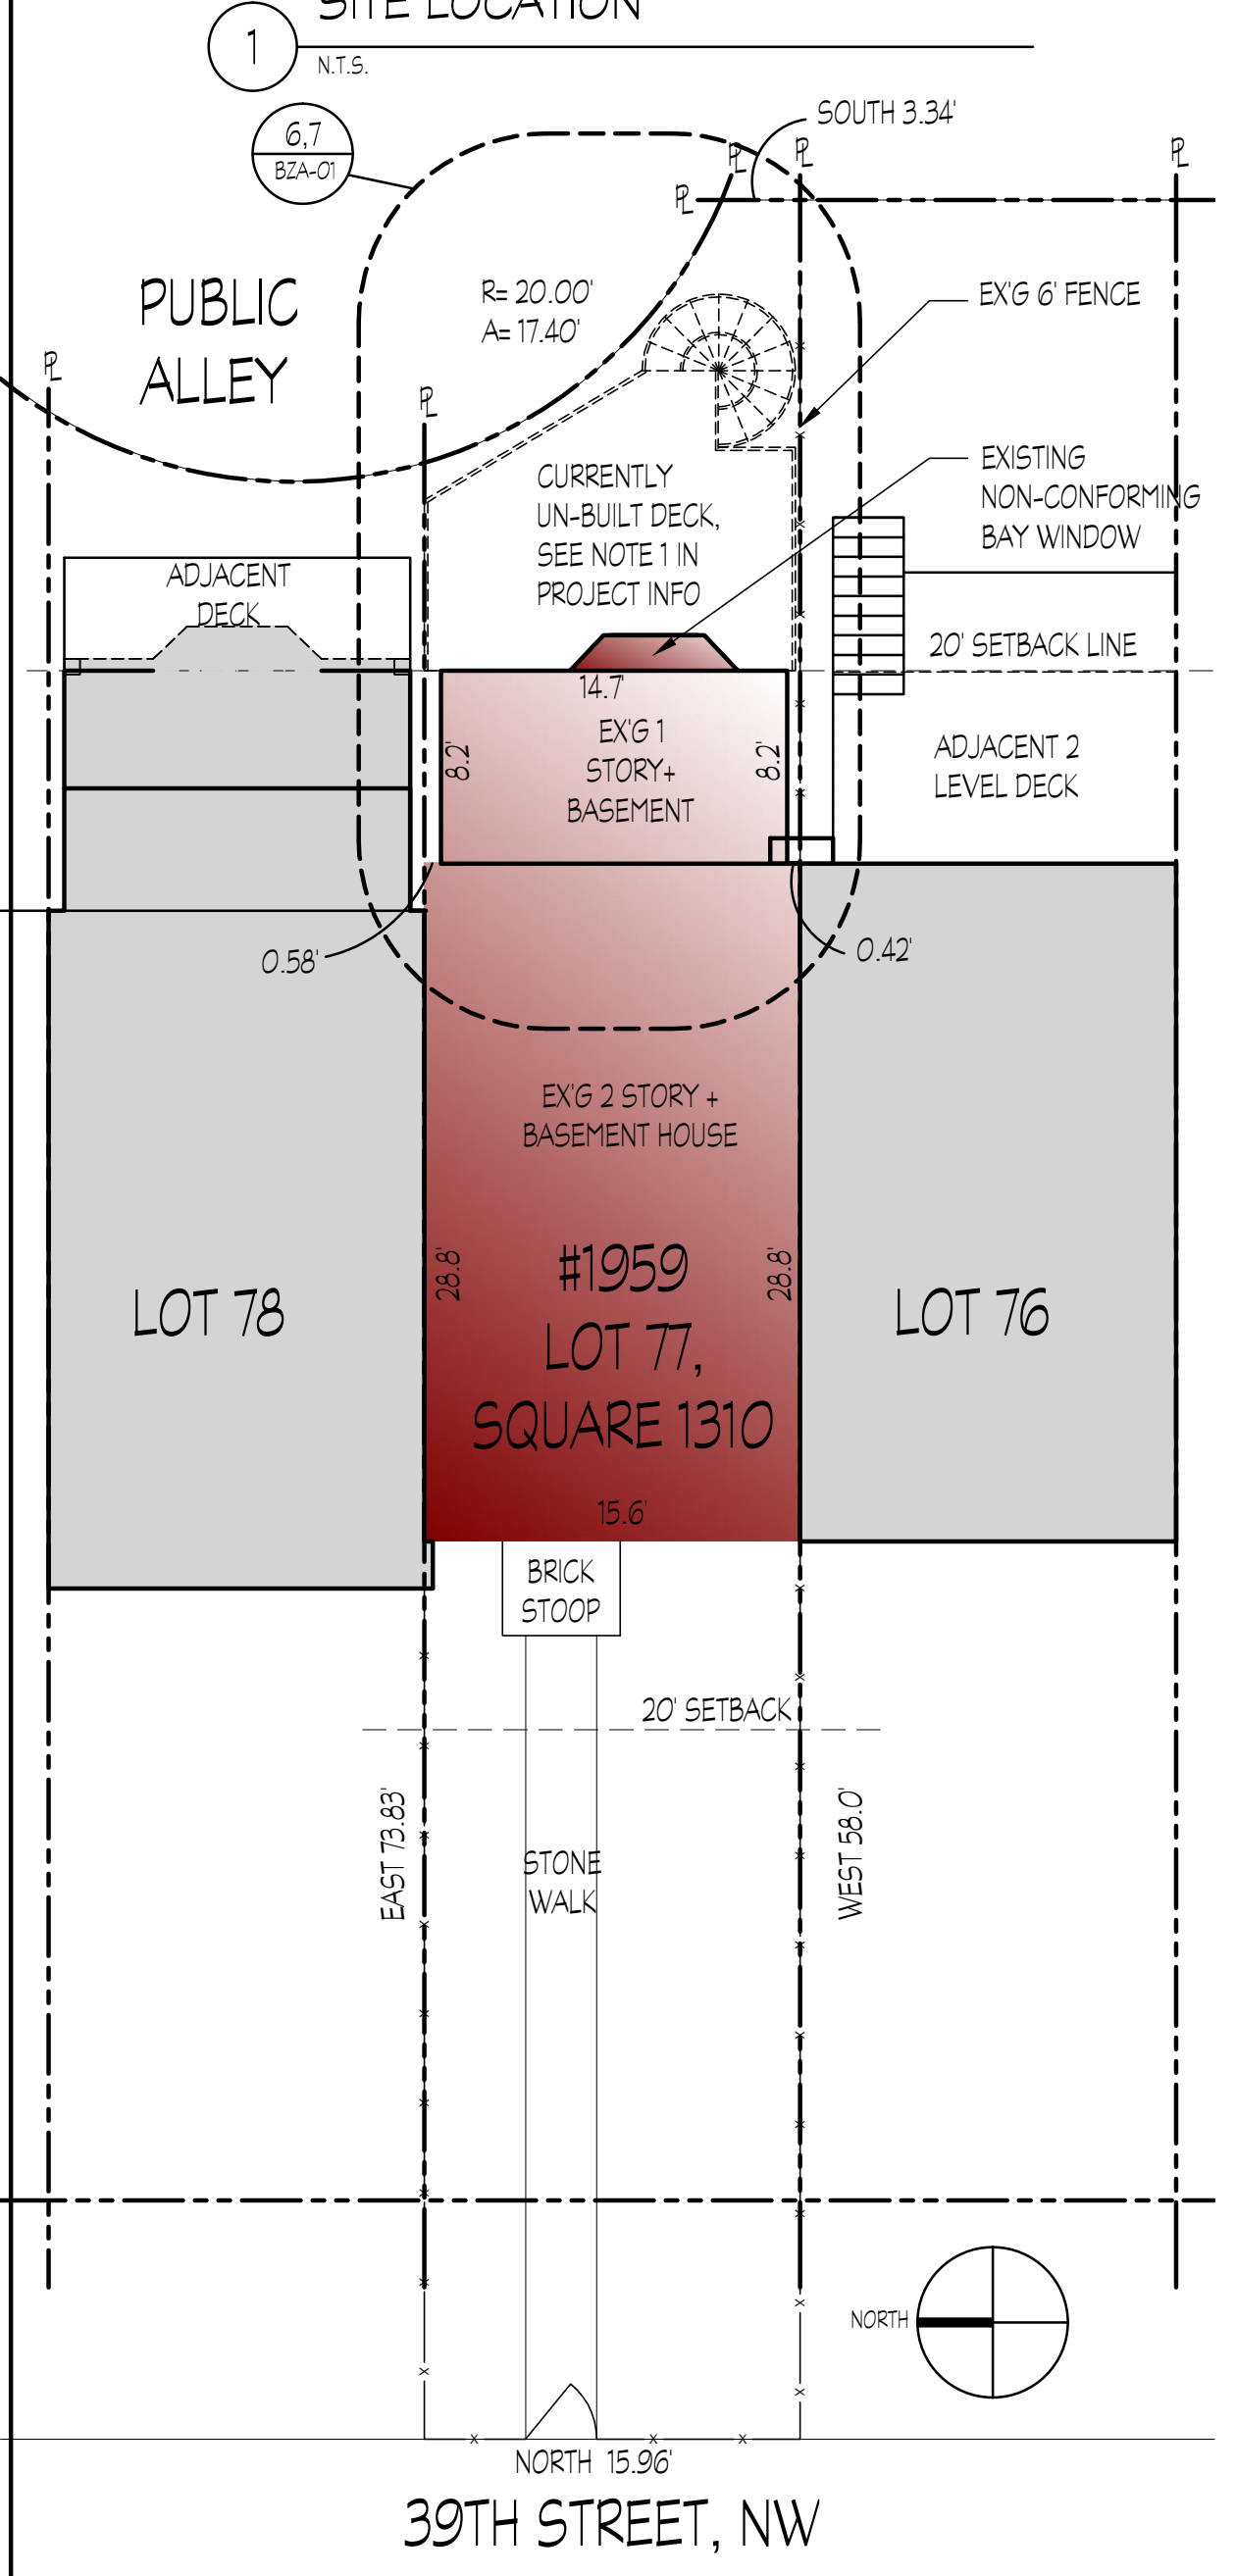 SITE LOCATION
1
N.T.S.
6,7
BZA-01
SOUTH 3.34'
PL
PL
PL
PL
PUBLIC
ALLEY
R= 20.00'
A= 17.40'
EX'G 6' FENCE
PL
PL
CURRENTLY
UN-BUILT DECK,
SEE NOTE 1 IN
PROJECT INFO
EXISTING
NON-CONFORMING
BAY WINDOW
ADJACENT
DECK
20' SETBACK LINE
14.7'
8.2'
EX'G 1
STORY+
BASEMENT
8.2'
ADJACENT 2
LEVEL DECK
0.58'
0.42'
EX'G 2 STORY +
BASEMENT HOUSE
28.8'
28.8'
#1959
LOT 77,
SQUARE 1310
LOT 78
LOT 76
15.6'
BRICK
STOOP
20' SETBACK
EAST 73.83'
STONE
WALK
WEST 58.0'
NORTH
NORTH 15.96'
39TH STREET, NW